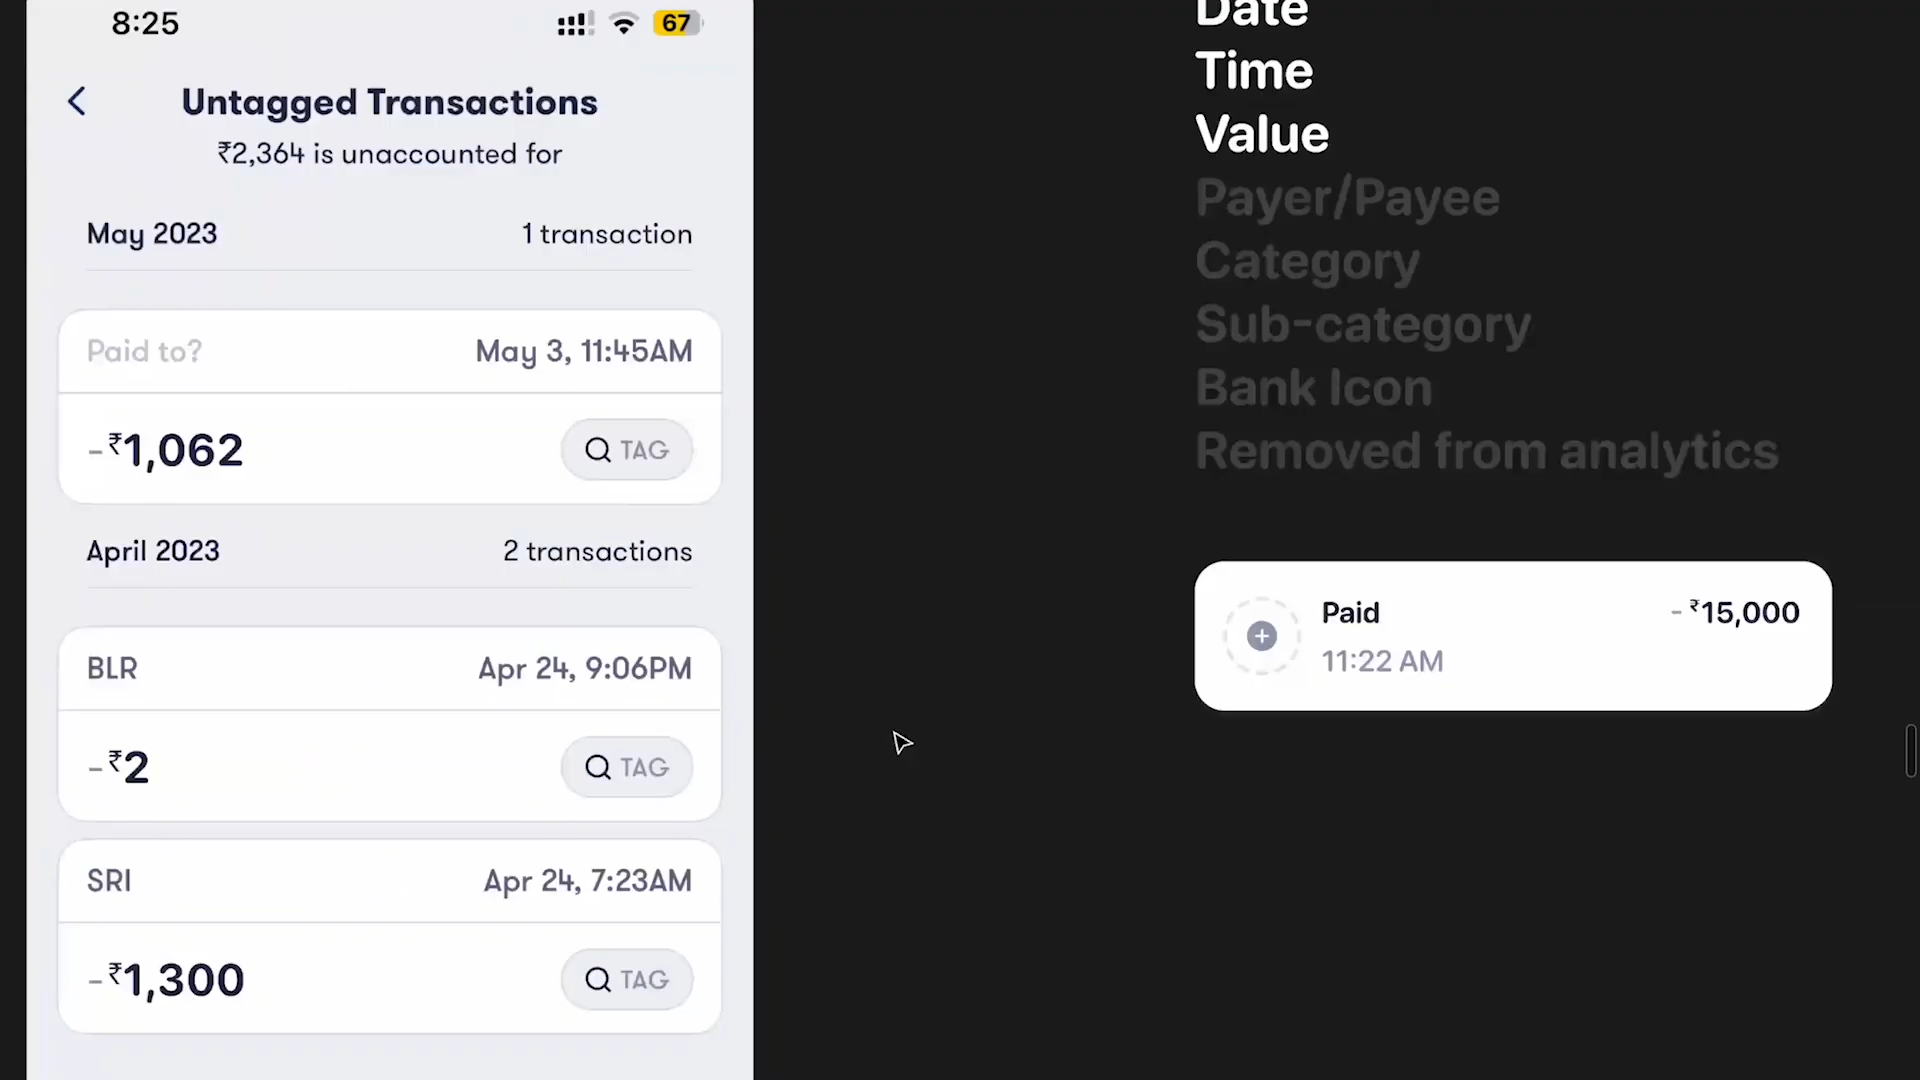 8:25
67
Untagged Transactions
₹2,364 is unaccounted for
May 2023 1 transaction
Paid to? May 3, 11:45AM
-₹1,062 TAG
April 2023 2 transactions
BLR Apr 24, 9:06PM
-₹2 TAG
SRI Apr 24, 7:23AM
-₹1,300 TAG
Date
Time
Value
Payer/Payee
Category
Sub-category
Bank Icon
Removed from analytics
Paid - ₹15,000
11:22 AM